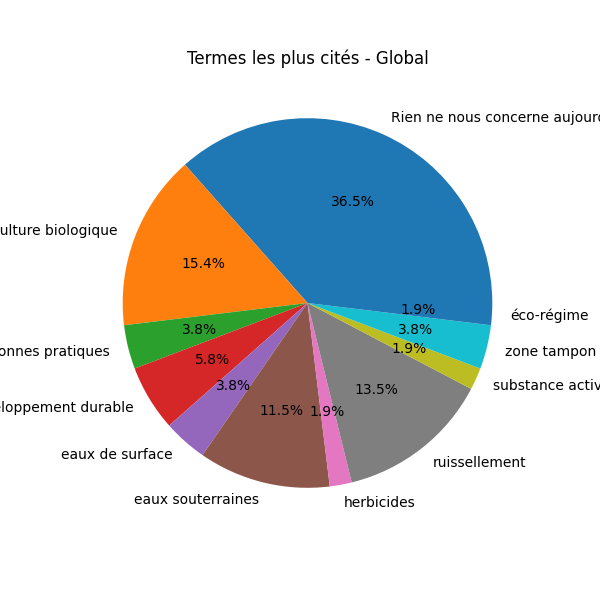 Termes les plus cités - Global
Rien ne nous concerne
36.5%
biologique
15.4%
1.9%
éco-régime
3.8%
zone tampon
3.8%
pratiques
1.9%
substance
5.8%
durable
3.8%
13.5%
11.5%
1.9%
eaux de surface
ruissellement
eaux souterraines
herbicides